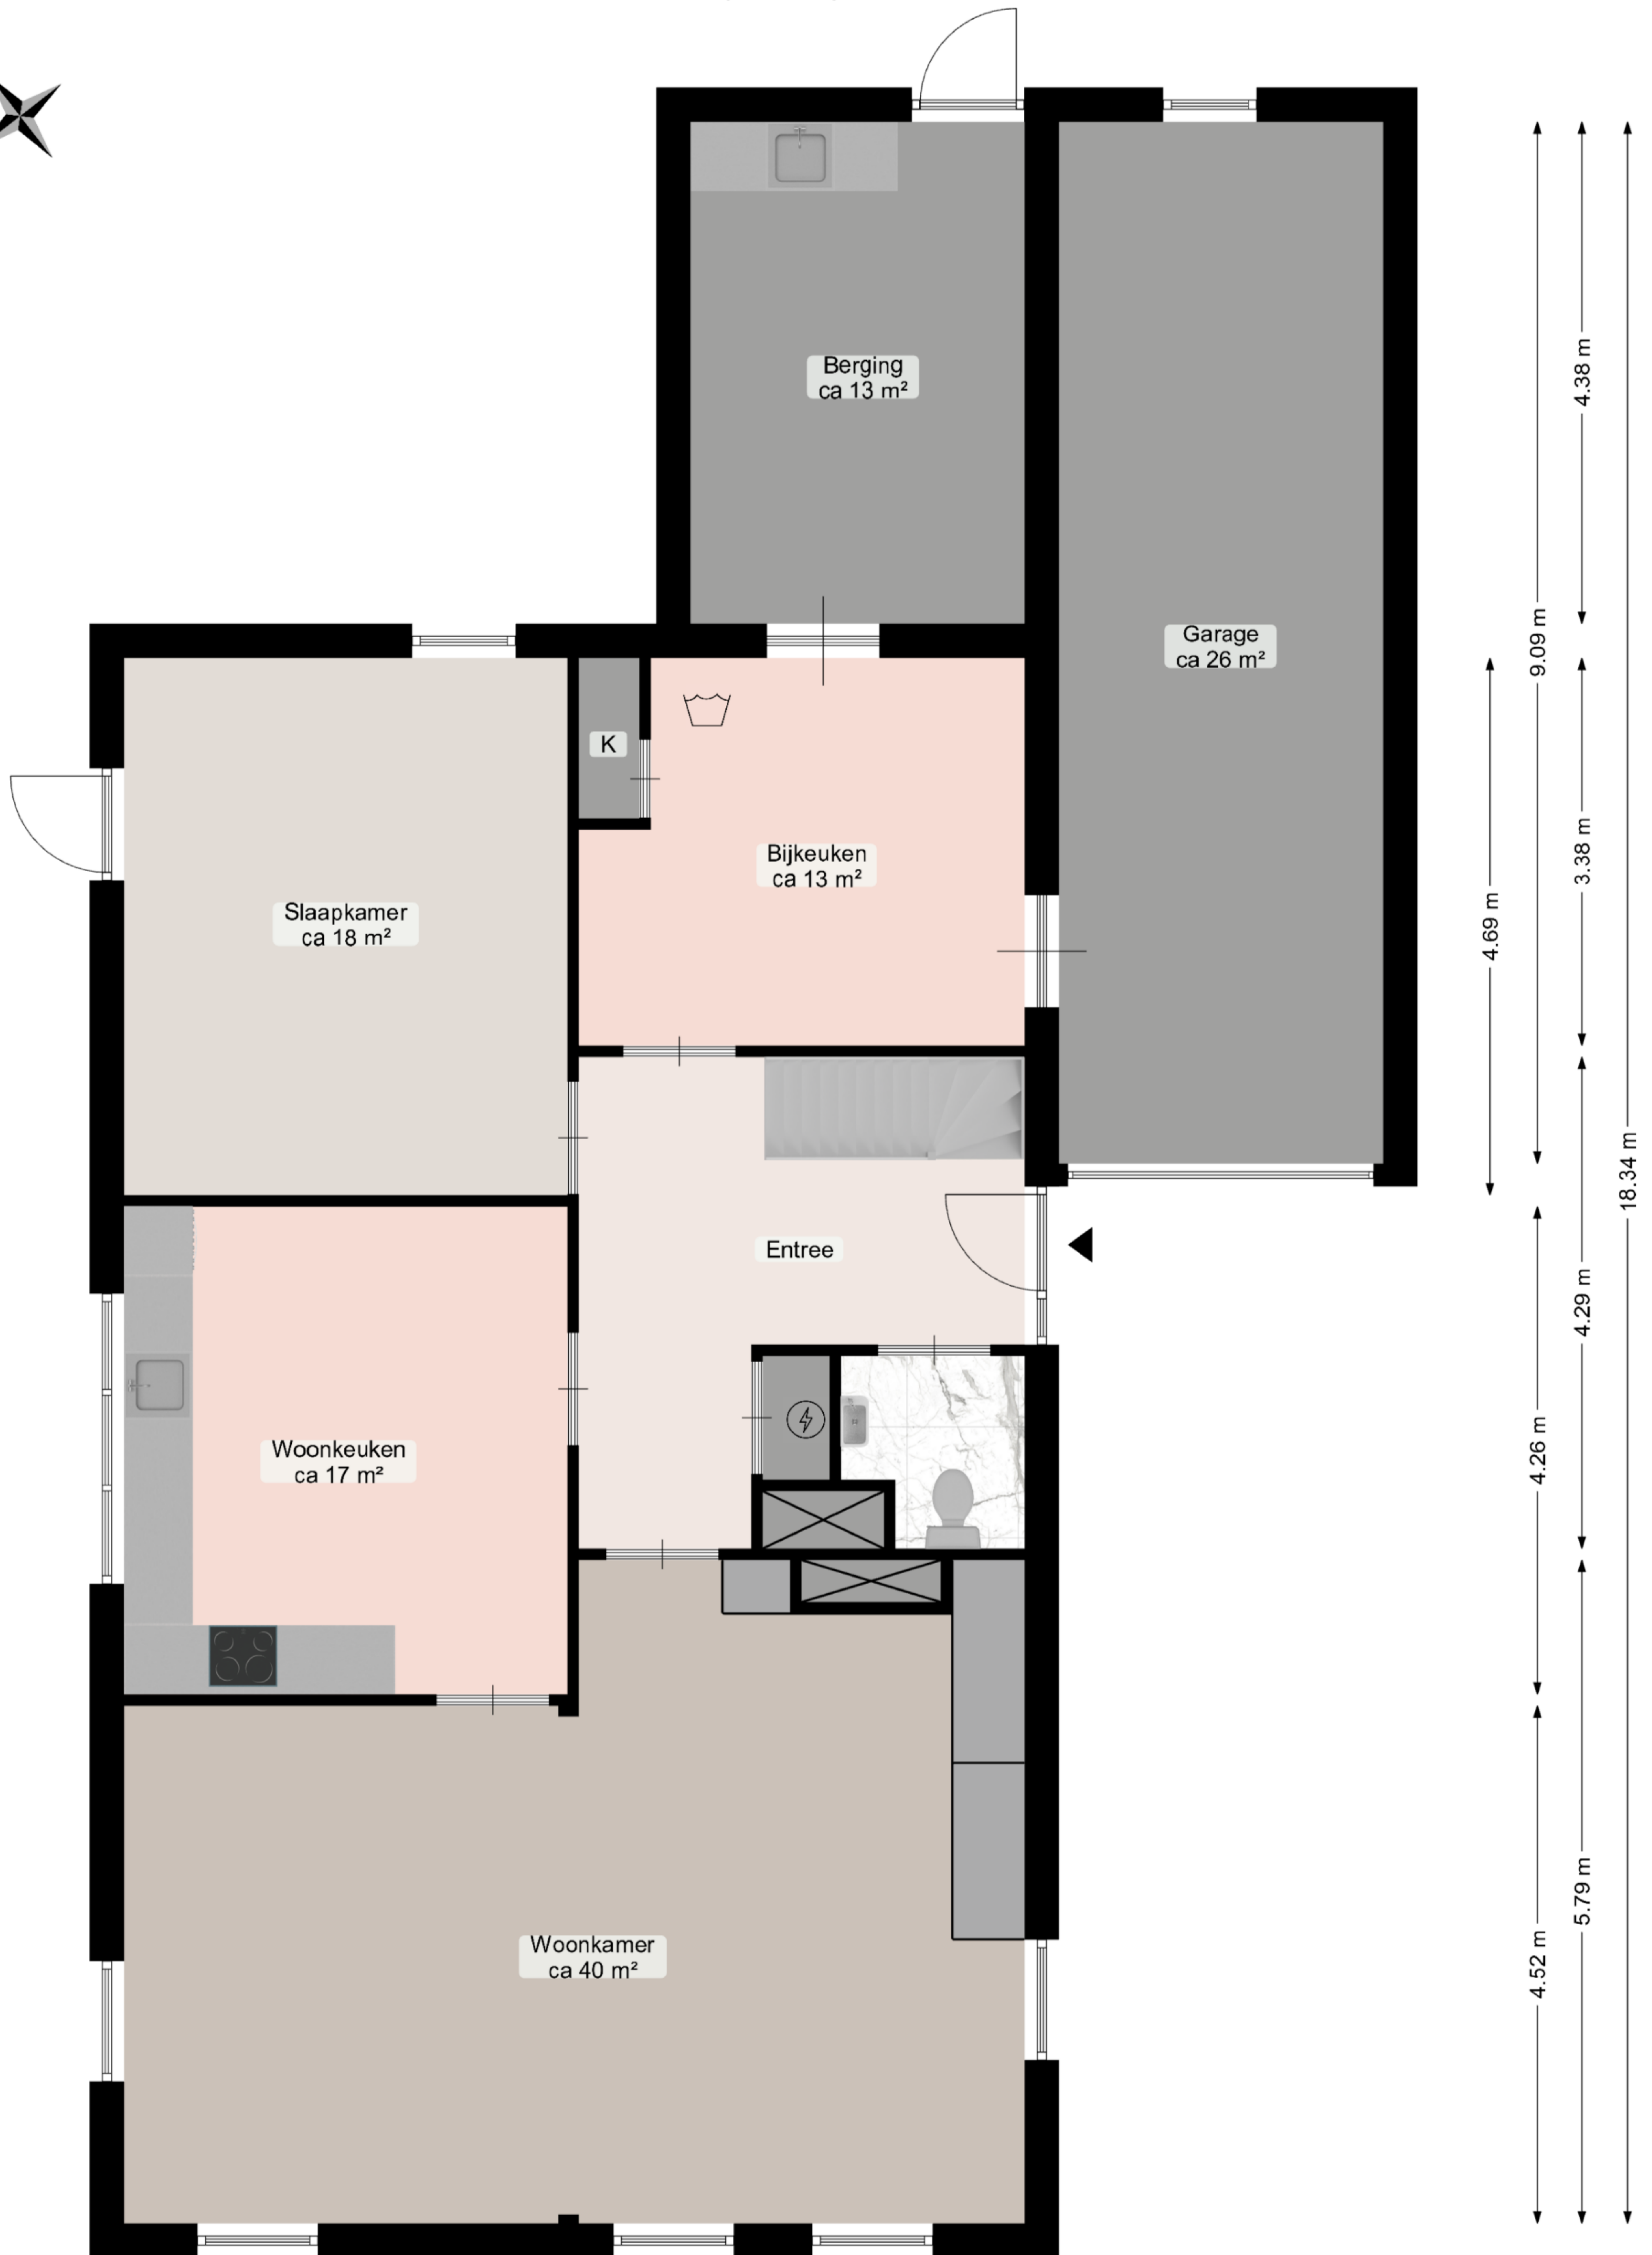 Berging
ca 13 m²
4.38 m
Garage
ca 26 m²
9.09 m
K
Bijkeuken
ca 13 m²
3.38 m
Slaapkamer
ca 18 m²
4.69 m
18.34 m
Entree
4.29 m
Woonkeuken
ca 17 m²
4.26 m
5.79 m
Woonkamer
ca 40 m²
4.52 m